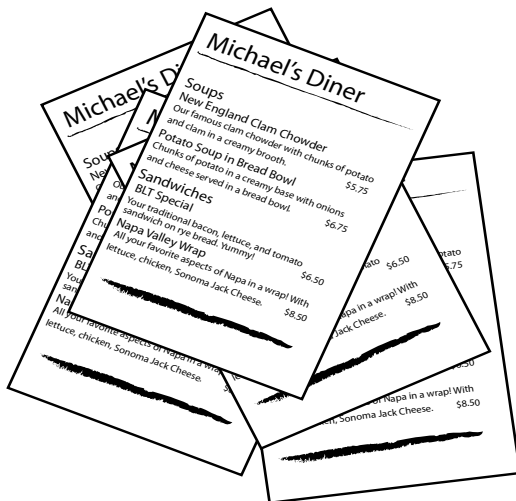 Michael's Diner
Soups
New England Clam Chowder
Our famous clam chowder with chunks of potato
and clam in a creamy brooth. $5.75
Potato Soup in Bread Bowl
Chunks of potato in a creamy base with onions
and cheese served in a bread bowl. $6.75
Sandwiches
BLT Special
Your traditional bacon, lettuce, and tomato
sandwich on rye bread. Yummy! $6.50
Napa Valley Wrap
All your favorite aspects of Napa in a wrap! With
lettuce, chicken, Sonoma Jack Cheese. $8.50
Michael's Di
All your favorite aspects of Napa in a wrap
lettuce, chicken, Sonoma Jack Cheese.
$6.50
in a wrap! With
Jack Cheese. $8.50
of Napa in a wrap! With
Sonoma Jack Cheese. $8.50